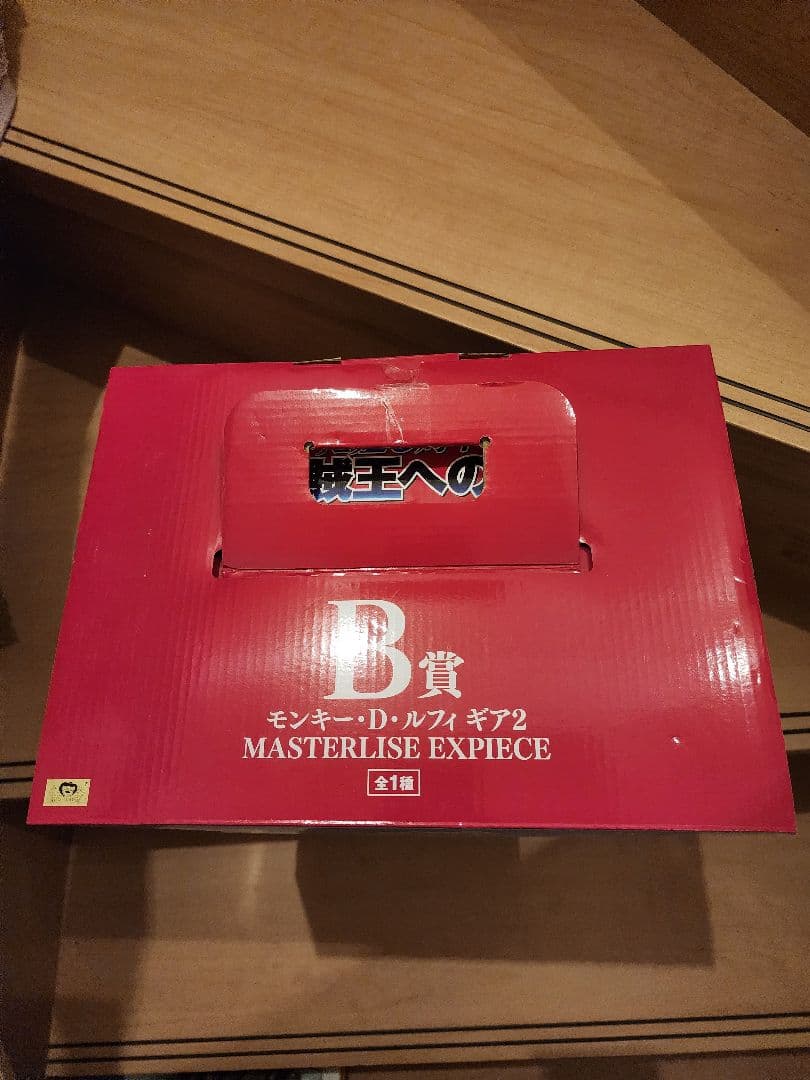 賊王への
B賞
モンキー・D・ルフィ ギア2
MASTERLISE EXPIECE
全1種